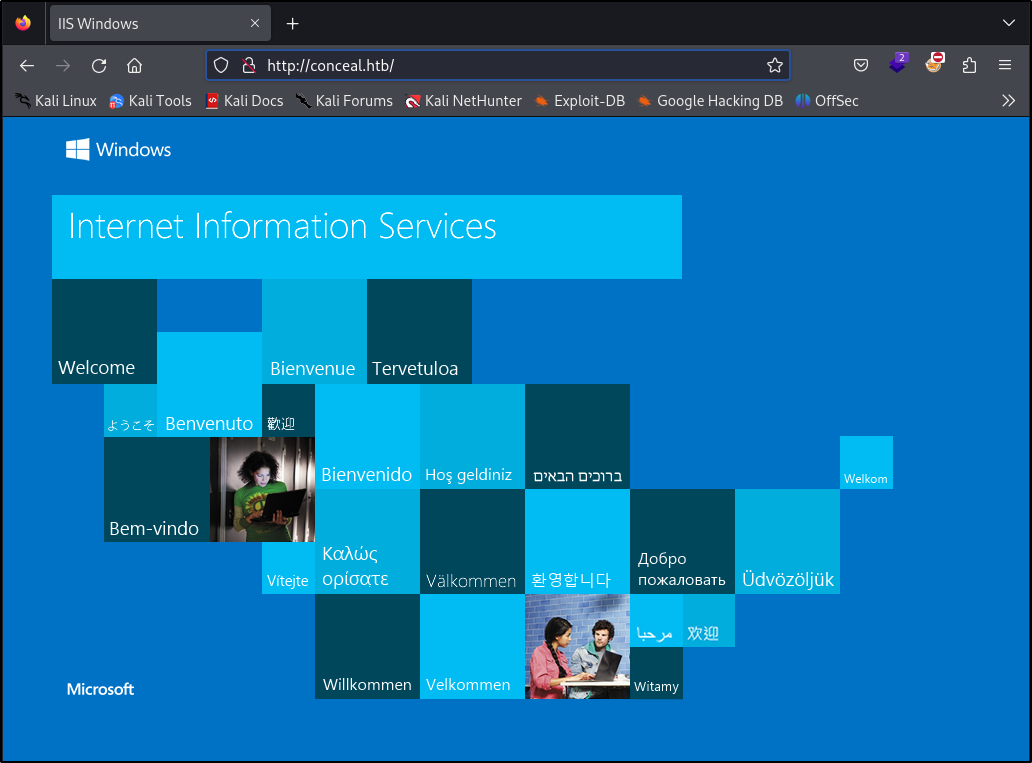 IIS Windows
http://conceal.htb/
2
Kali Linux Kali Tools Kali Docs Kali Forums Kali NetHunter Exploit-DB Google Hacking DB OffSec
Windows
Internet Information Services
Welcome
Bienvenue
Tervetuloa
ようこそ
Benvenuto
歡迎
Bienvenido
Hoş geldiniz
ברוכים הבאים
Welkom
Bem-vindo
Vítejte
Καλώς
ορίσατε
Välkommen
환영합니다
Добро
пожаловать
Üdvözöljük
مرحبا
欢迎
Willkommen
Velkommen
Witamy
Microsoft